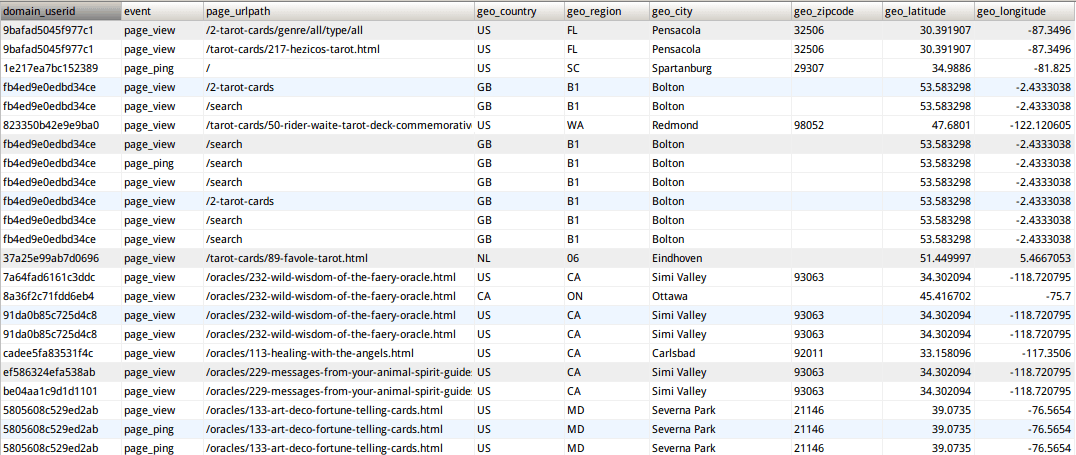 domain_userid event page_urlpath geo_country geo_region geo_city geo_zipcode geo_latitude geo_longitude
9bafad5045f977c1 page_view /2-tarot-cards/genre/all/type/all US FL Pensacola 32506 30.391907 -87.3496
9bafad5045f977c1 page_view /tarot-cards/217-hezicos-tarot.html US FL Pensacola 32506 30.391907 -87.3496
1e217ea7bc152389 page_ping / US SC Spartanburg 29307 34.9886 -81.825
fb4ed9e0edbd34ce page_view /2-tarot-cards GB B1 Bolton 53.583298 -2.4333038
fb4ed9e0edbd34ce page_view /search GB B1 Bolton 53.583298 -2.4333038
823350b42e9e9ba0 page_view /tarot-cards/50-rider-waite-tarot-deck-commemorativ US WA Redmond 98052 47.6801 -122.120605
fb4ed9e0edbd34ce page_view /search GB B1 Bolton 53.583298 -2.4333038
fb4ed9e0edbd34ce page_ping /search GB B1 Bolton 53.583298 -2.4333038
fb4ed9e0edbd34ce page_view /search GB B1 Bolton 53.583298 -2.4333038
fb4ed9e0edbd34ce page_view /2-tarot-cards GB B1 Bolton 53.583298 -2.4333038
fb4ed9e0edbd34ce page_view /search GB B1 Bolton 53.583298 -2.4333038
fb4ed9e0edbd34ce page_view /search GB B1 Bolton 53.583298 -2.4333038
37a25e99ab7d0696 page_view /tarot-cards/89-favole-tarot.html NL 06 Eindhoven 51.449997 5.4667053
7a64fad6161c3ddc page_view /oracles/232-wild-wisdom-of-the-faery-oracle.html US CA Simi Valley 93063 34.302094 -118.720795
8a36f2c71fdd6eb4 page_view /oracles/232-wild-wisdom-of-the-faery-oracle.html CA ON Ottawa 45.416702 -75.7
91da0b85c725d4c8 page_view /oracles/232-wild-wisdom-of-the-faery-oracle.html US CA Simi Valley 93063 34.302094 -118.720795
91da0b85c725d4c8 page_view /oracles/232-wild-wisdom-of-the-faery-oracle.html US CA Simi Valley 93063 34.302094 -118.720795
cadee5fa83531f4c page_view /oracles/113-healing-with-the-angels.html US CA Carlsbad 92011 33.158096 -117.3506
ef586324efa538ab page_view /oracles/229-messages-from-your-animal-spirit-guides US CA Simi Valley 93063 34.302094 -118.720795
be04aa1c9d1d1101 page_view /oracles/229-messages-from-your-animal-spirit-guides US CA Simi Valley 93063 34.302094 -118.720795
5805608c529ed2ab page_view /oracles/133-art-deco-fortune-telling-cards.html US MD Severna Park 21146 39.0735 -76.5654
5805608c529ed2ab page_ping /oracles/133-art-deco-fortune-telling-cards.html US MD Severna Park 21146 39.0735 -76.5654
5805608c529ed2ab page_ping /oracles/133-art-deco-fortune-telling-cards.html US MD Severna Park 21146 39.0735 -76.5654